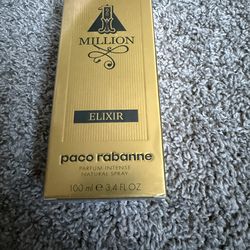 1
MILLION
ELIXIR
paco rabanne
PARFUM INTENSE
NATURAL SPRAY
100 ml ℮ 3.4 FL OZ